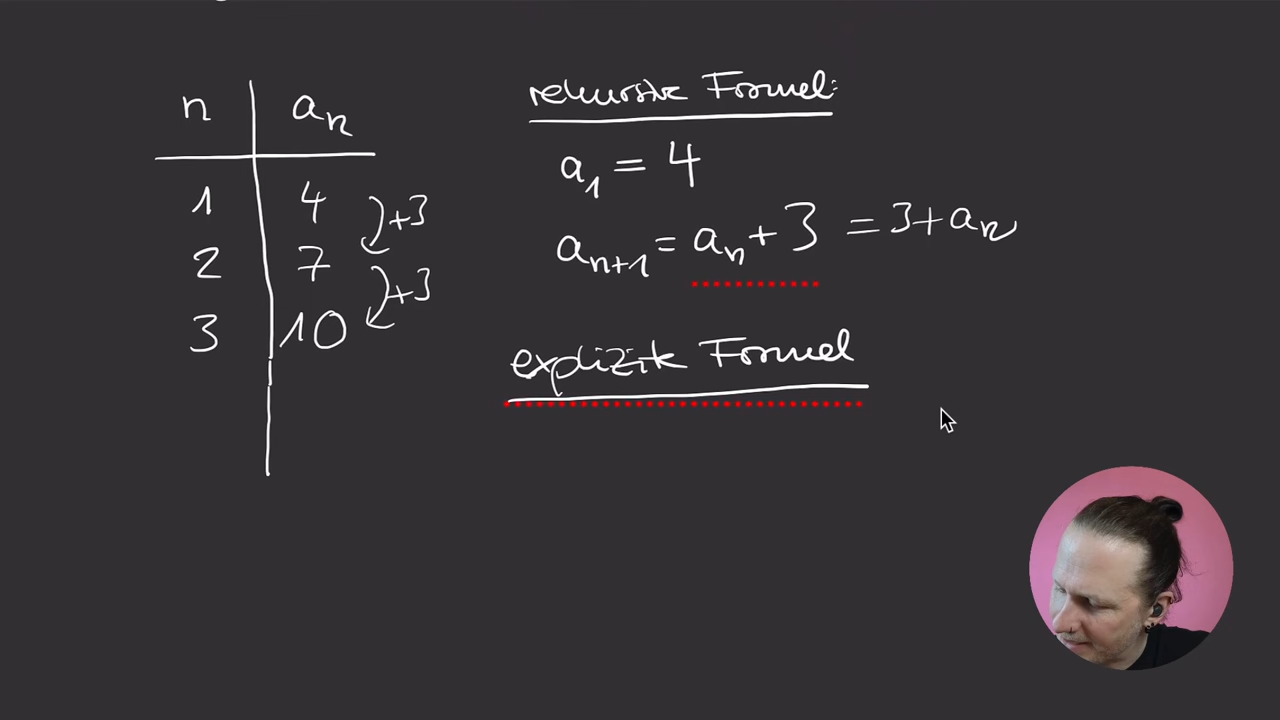 n aₙ
1 4
+3
2 7
+3
3 10
rekursive Formel:
a₁ = 4
aₙ₊₁ = aₙ + 3 = 3 + aₙ
explizite Formel